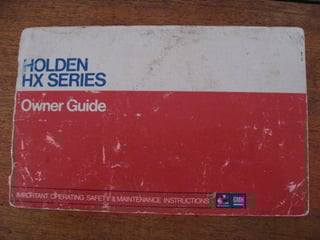 HOLDEN
HX SERIES
Owner Guide
IMPORTANT OPERATING SAFETY & MAINTENANCE INSTRUCTIONS